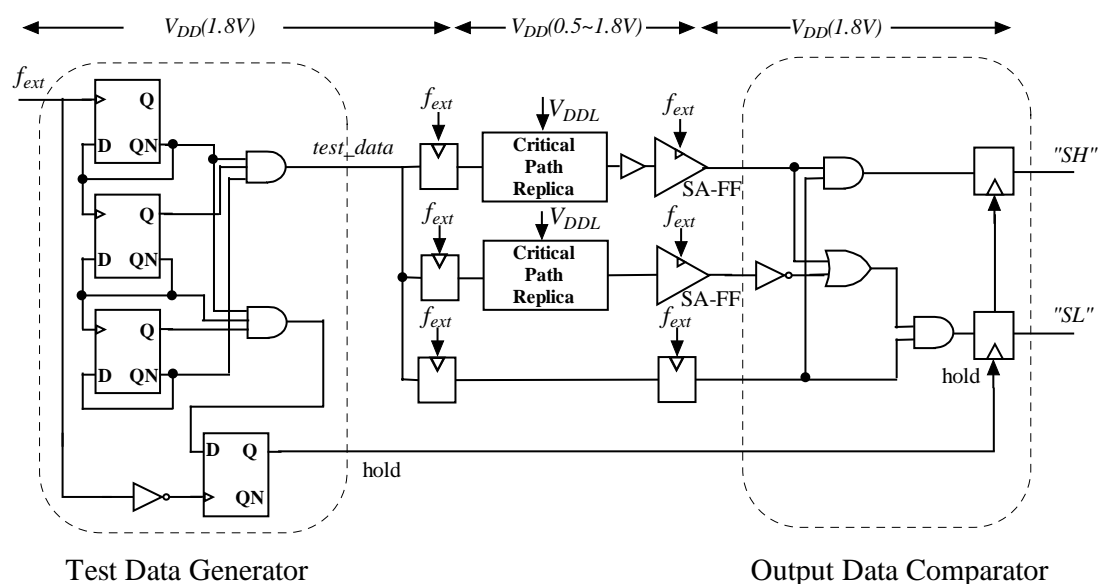 VDD(1.8V) VDD(0.5~1.8V) VDD(1.8V)
fext
Q
D QN
Q
QN
Q
QN
D Q
QN
test_data
hold
fext
VDDL
Critical
Path
Replica
fext
SA-FF
fext
VDDL
Critical
Path
Replica
fext
SA-FF
fext
fext
"SH"
"SL"
hold
Test Data Generator
Output Data Comparator